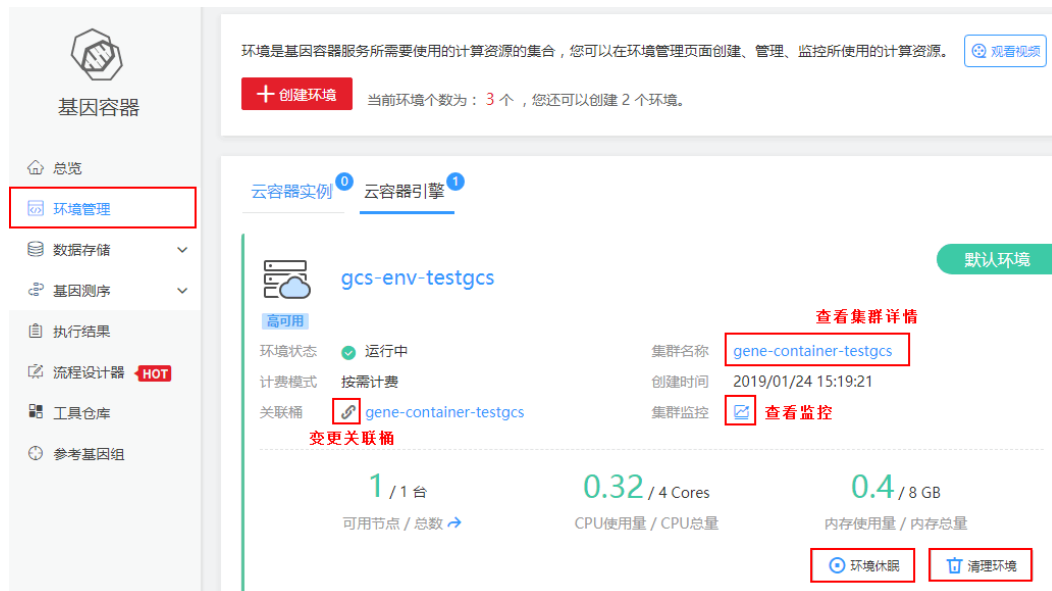 基因容器
总览
环境管理
数据存储
基因测序
执行结果
流程设计器 HOT
工具仓库
参考基因组
环境是基因容器服务所需要使用的计算资源的集合，您可以在环境管理页面创建、管理、监控所使用的计算资源。 观看视频
创建环境 当前环境个数为： 3 个 ，您还可以创建 2 个环境。
云容器实例 0 云容器引擎 1
默认环境
gcs-env-testgcs
高可用
查看集群详情
环境状态 运行中 集群名称 gene-container-testgcs
计费模式 按需计费 创建时间 2019/01/24 15:19:21
关联桶 gene-container-testgcs 集群监控 查看监控
变更关联桶
1 / 1 台 0.32 / 4 Cores 0.4 / 8 GB
可用节点 / 总数 CPU使用量 / CPU总量 内存使用量 / 内存总量
环境休眠 清理环境